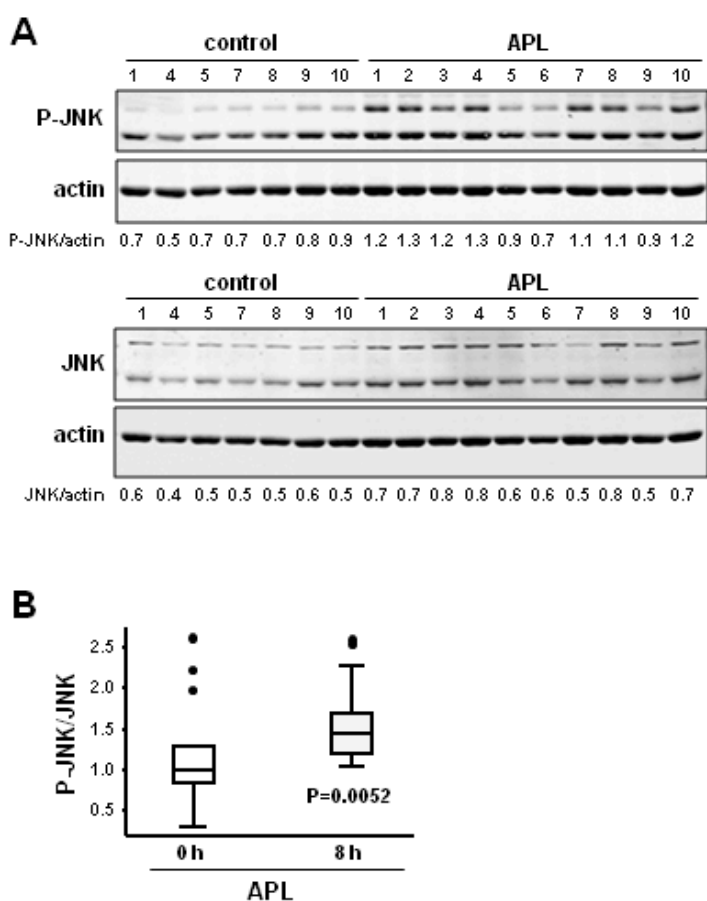 A
control APL
1 4 5 7 8 9 10 1 2 3 4 5 6 7 8 9 10
P-JNK
actin
P-JNK/actin 0.7 0.5 0.7 0.7 0.7 0.8 0.9 1.2 1.3 1.2 1.3 0.9 0.7 1.1 1.1 0.9 1.2
control APL
1 4 5 7 8 9 10 1 2 3 4 5 6 7 8 9 10
JNK
actin
JNK/actin 0.6 0.4 0.5 0.5 0.5 0.6 0.5 0.7 0.7 0.8 0.8 0.6 0.6 0.5 0.8 0.5 0.7
B
P-JNK/JNK
2.5
2.0
1.5
1.0
0.5
P=0.0052
0 h 8 h
APL